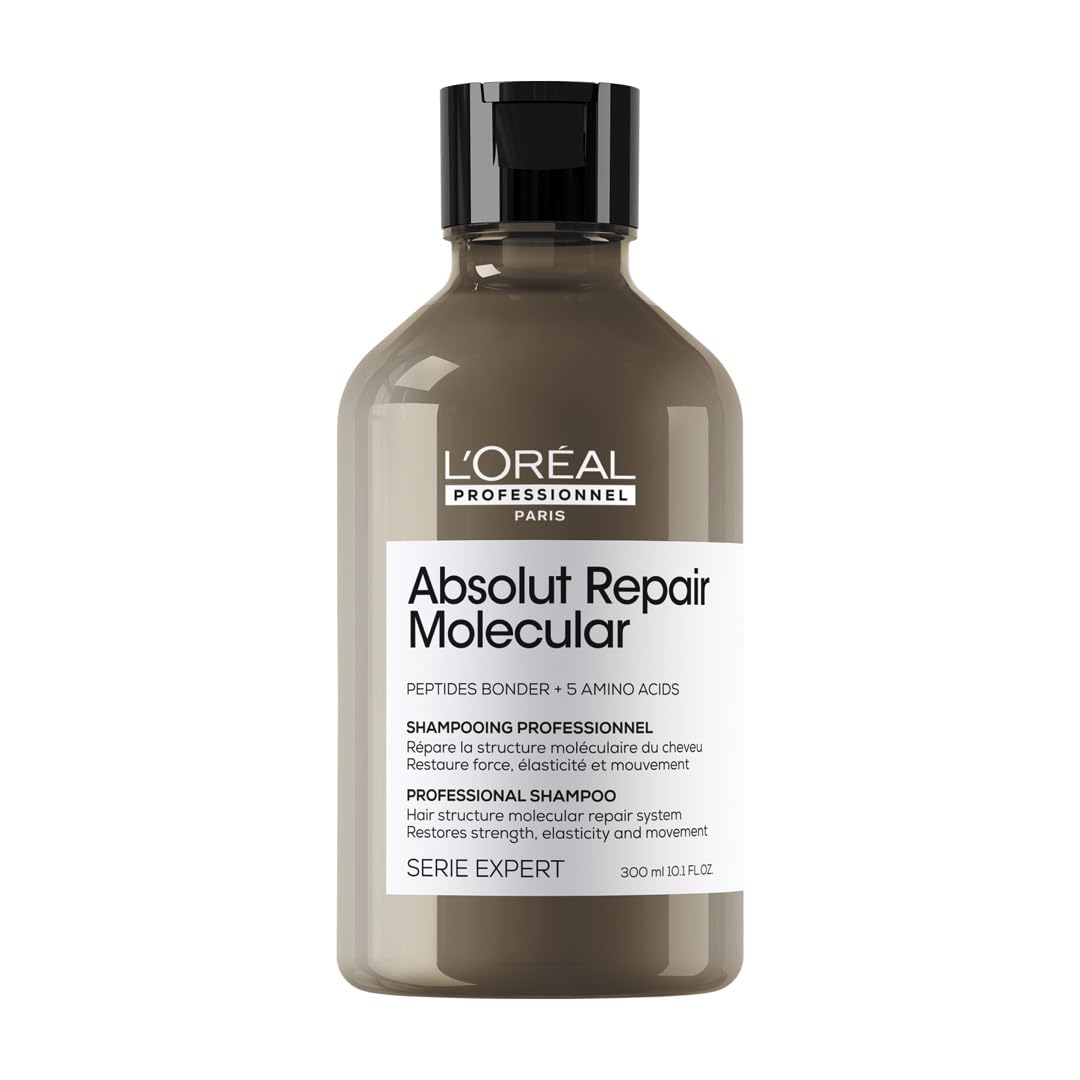 L'ORÉAL
PROFESSIONNEL
PARIS
Absolut Repair
Molecular
PEPTIDES BONDER + 5 AMINO ACIDS
SHAMPOOING PROFESSIONNEL
Répare la structure moléculaire du cheveu
Restaure force, élasticité et mouvement
PROFESSIONAL SHAMPOO
Hair structure molecular repair system
Restores strength, elasticity and movement
SERIE EXPERT 300 ml 10.1 FL.OZ.